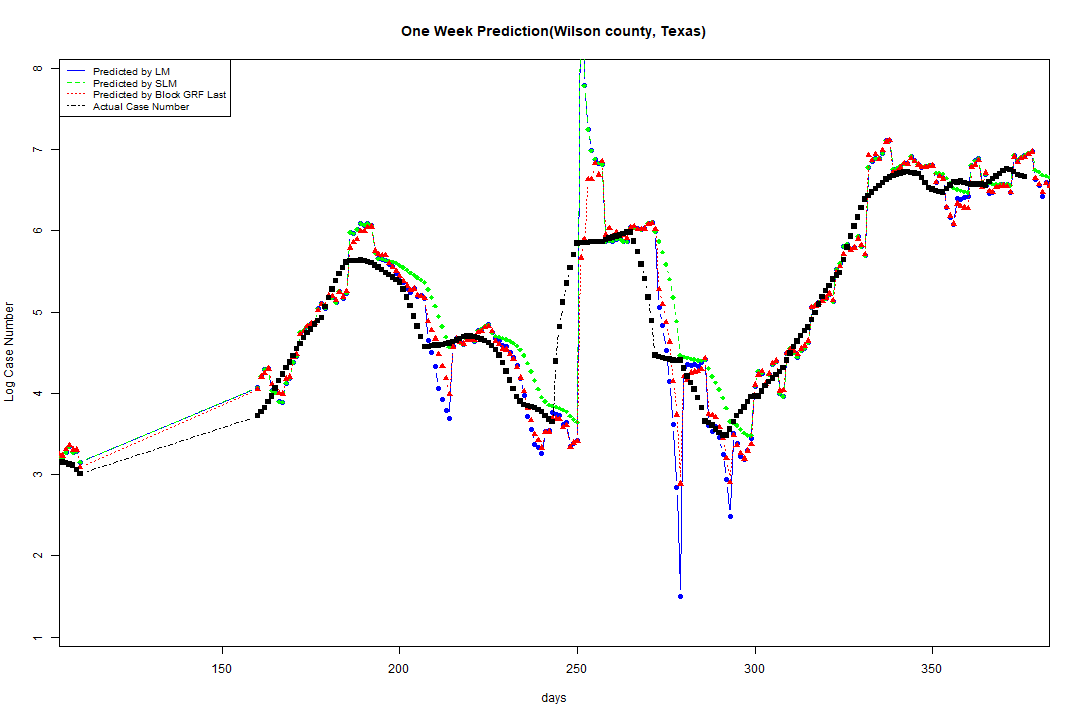 One Week Prediction(Wilson county, Texas)
Predicted by LM
Predicted by SLM
Predicted by Block GRF Last
Actual Case Number
8
7
6
5
4
3
2
1
Log Case Number
150 200 250 300 350
days